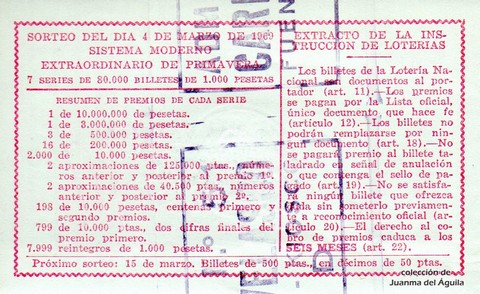 SORTEO DEL DIA 4 DE MARZO DE 1969
SISTEMA MODERNO
EXTRAORDINARIO DE PRIMAVERA
7 SERIES DE 80.000 BILLETES DE 1.000 PESETAS
RESUMEN DE PREMIOS DE CADA SERIE
1 de 10.000.000 de pesetas.
1 de 3.000.000 de pesetas.
3 de 500.000 pesetas.
16 de 200.000 pesetas.
2.000 de 10.000 pesetas.
2 aproximaciones de 125.000 ptas., números
anterior y posterior al premio 1º.
2 aproximaciones de 40.500 ptas., números
anterior y posterior al premio 2º.
198 de 10.000 pesetas, centenas primero y
segundo premios.
799 de 10.000 ptas., dos cifras finales del
premio primero.
7.999 reintegros de 1.000 pesetas.
EXTRACTO DE LA INS-
TRUCCION DE LOTERIAS
Los billetes de la Lotería Na-
cional son documentos al por-
tador (art. 11).—Los premios
se pagan por la Lista oficial,
único documento, que hace fe
(artículo 12).—Los billetes no
podrán remplazarse por nin-
gún documento (art. 18).—No
se pagará premio al billete ta-
ladrado en señal de anulación
o que contenga el sello de pa-
gado (art. 19).—No se satisfa-
rá ningún billete que ofrezca
duda sin someterlo previamente
a reconocimiento oficial (ar-
tículo 20).—El derecho al co-
bro de premios caduca a los
SEIS MESES (art. 22).
Próximo sorteo: 15 de marzo. Billetes de 500 ptas., en décimos de 50 ptas.
colección de
Juanma del Águila